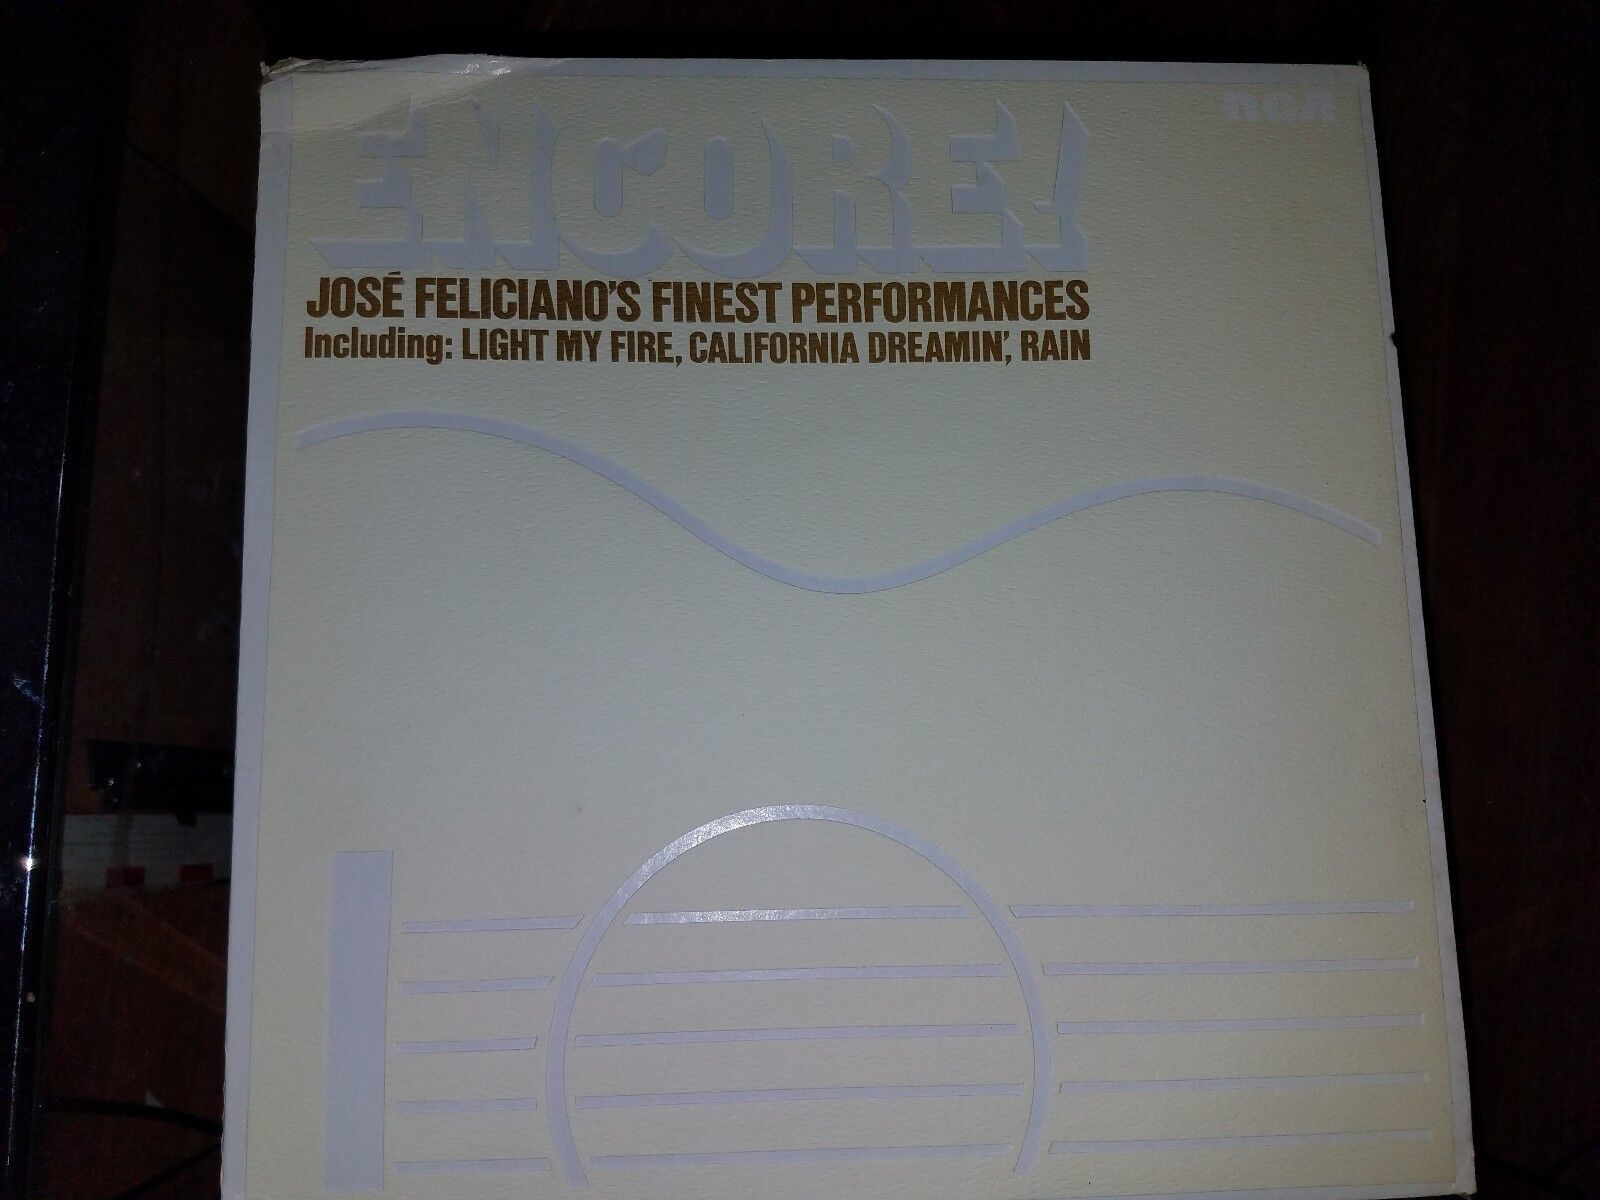 RCA
ENCORE!
JOSÉ FELICIANO'S FINEST PERFORMANCES
Including: LIGHT MY FIRE, CALIFORNIA DREAMIN', RAIN